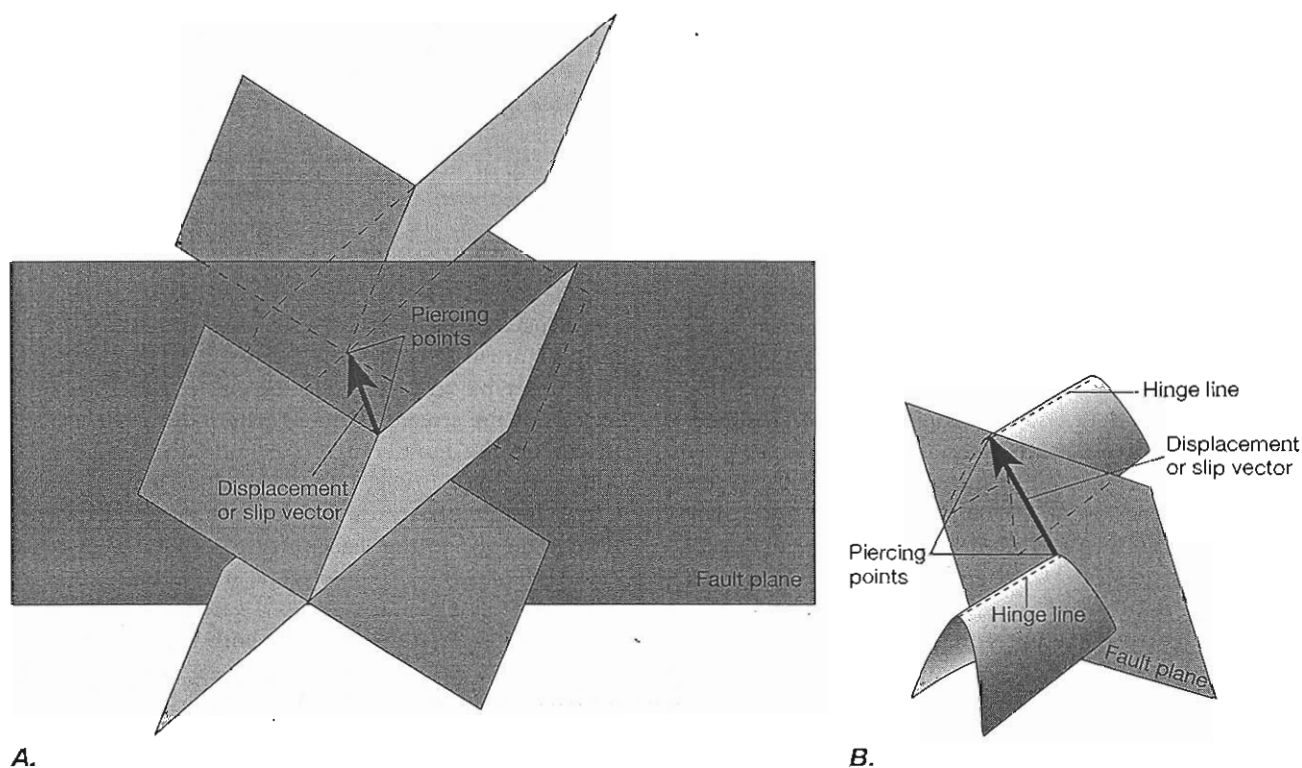 Piercing
points
Displacement
or slip vector
Fault plane
A.
Hinge line
Displacement
or slip vector
Piercing
points
Hinge line
Fault plane
B.